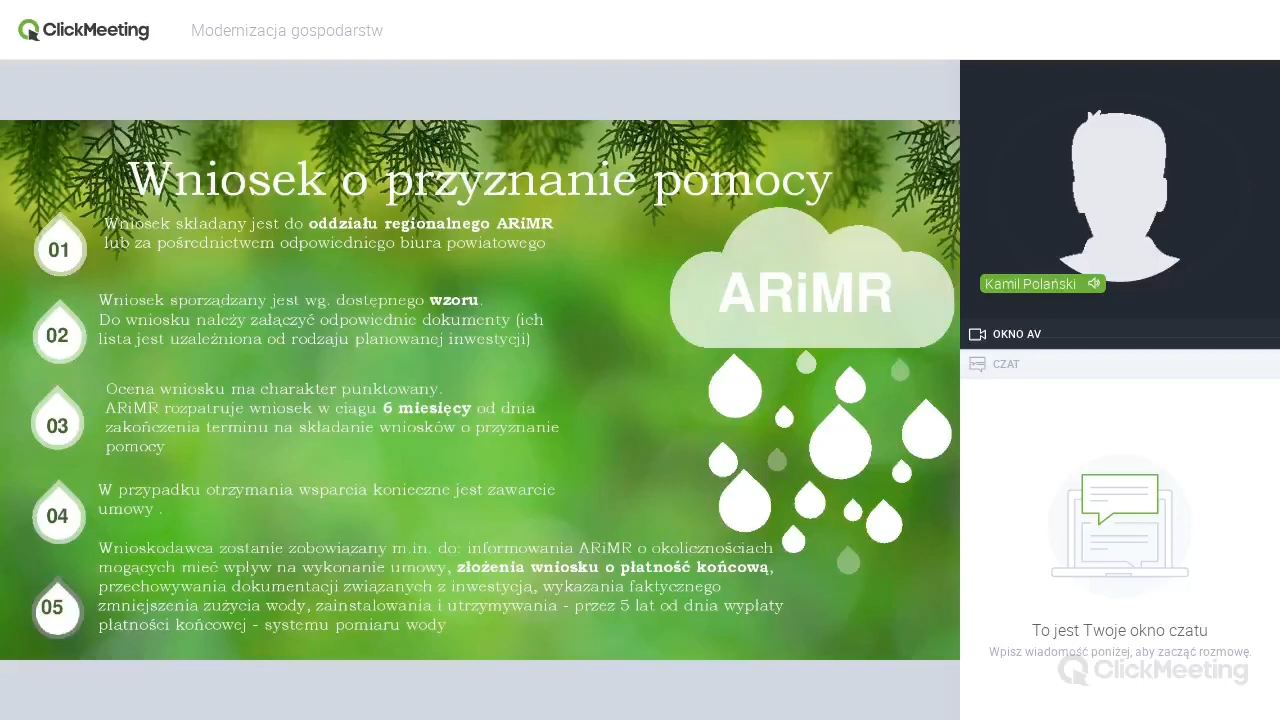 ClickMeeting
Modernizacja gospodarstw
Wniosek o przyznanie pomocy
01
Wniosek składany jest do oddziału regionalnego ARiMR
lub za pośrednictwem odpowiedniego biura powiatowego
02
Wniosek sporządzany jest wg. dostępnego wzoru.
Do wniosku należy załączyć odpowiednie dokumenty (ich
lista jest uzależniona od rodzaju planowanej inwestycji)
03
Ocena wniosku ma charakter punktowany.
ARiMR rozpatruje wniosek w ciągu 6 miesięcy od dnia
zakończenia terminu na składanie wniosków o przyznanie
pomocy
04
W przypadku otrzymania wsparcia konieczne jest zawarcie
umowy .
05
Wnioskodawca zostanie zobowiązany m.in. do: informowania ARiMR o okolicznościach
mogących mieć wpływ na wykonanie umowy, złożenia wniosku o płatność końcową,
przechowywania dokumentacji związanych z inwestycją, wykazania faktycznego
zmniejszenia zużycia wody, zainstalowania i utrzymywania - przez 5 lat od dnia wypłaty
płatności końcowej - systemu pomiaru wody
ARiMR
Kamil Polański
OKNO AV
CZAT
To jest Twoje okno czatu
Wpisz wiadomość poniżej, aby zacząć rozmowę.
ClickMeeting